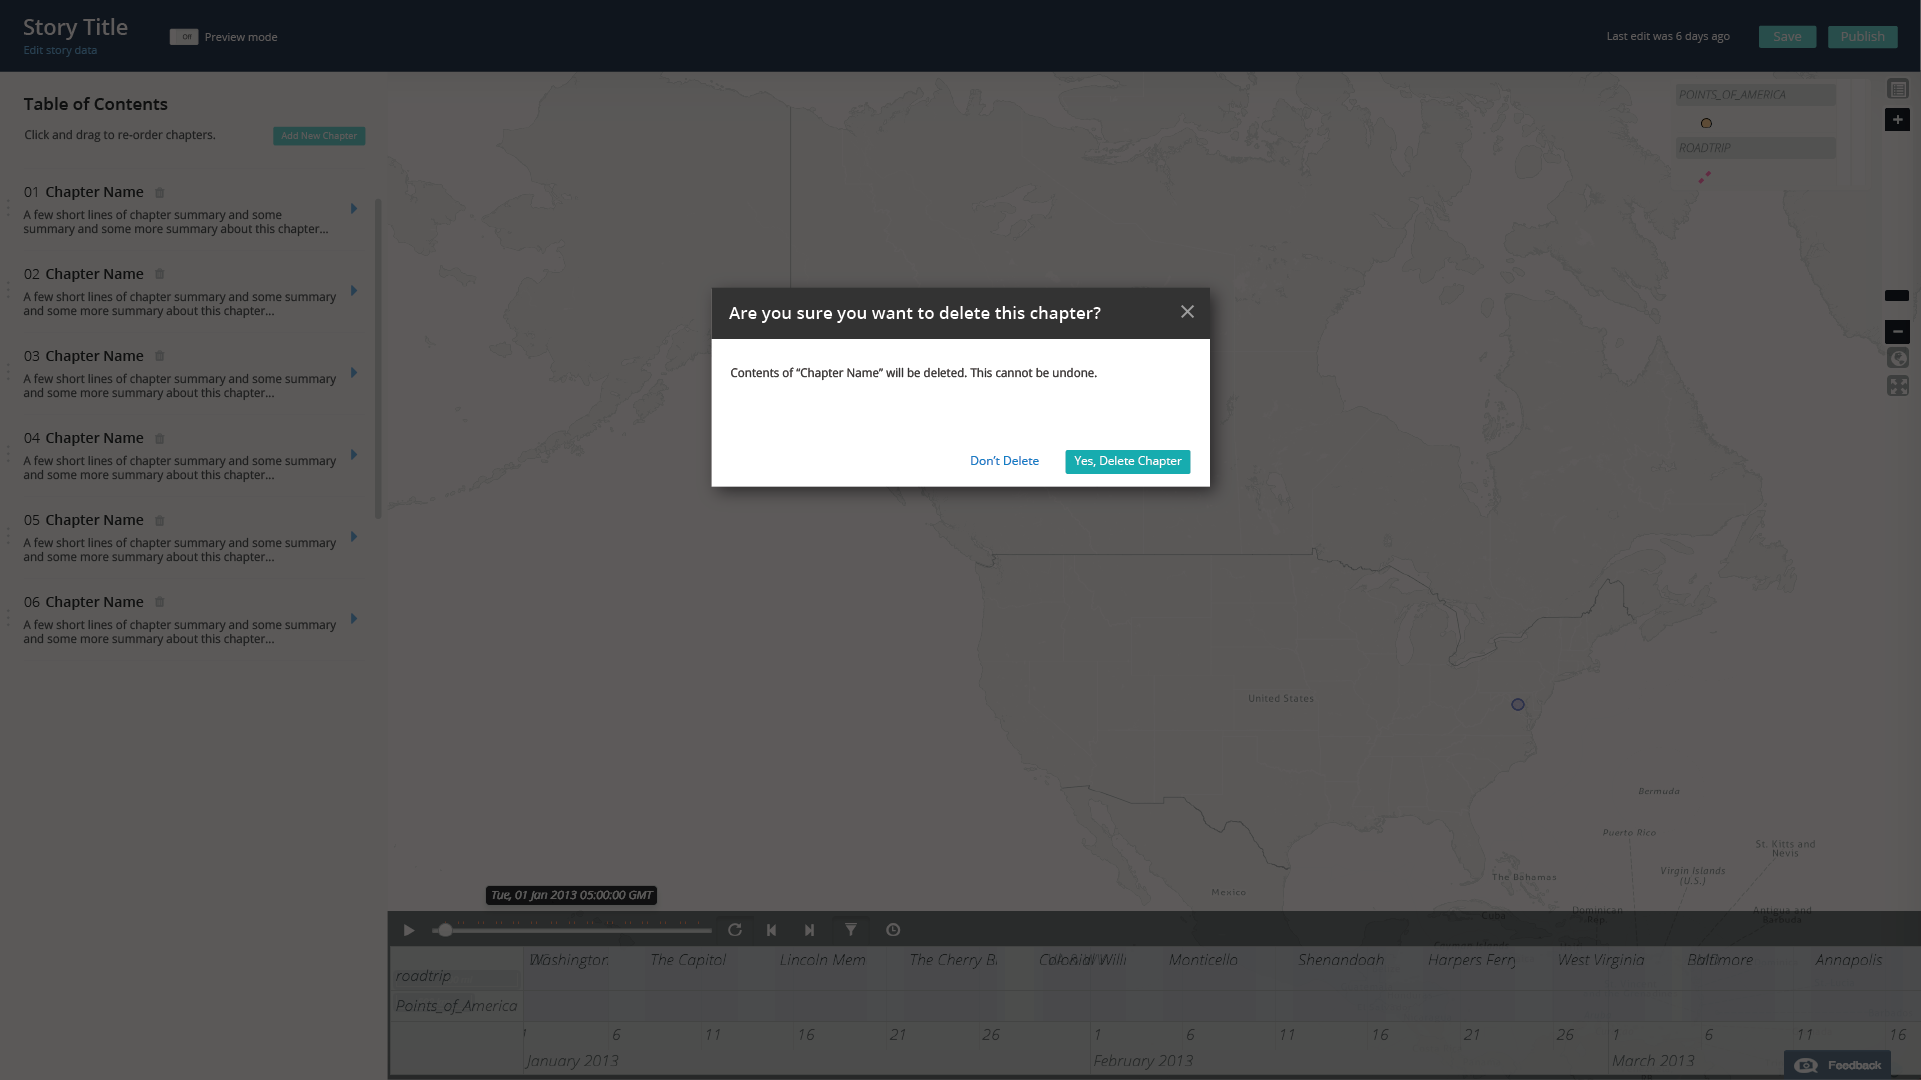 Story Title
Edit story data
Off
Preview mode
Last edit was 6 days ago
Save
Publish
Table of Contents
Click and drag to re-order chapters.
Add New Chapter
01 Chapter Name
A few short lines of chapter summary and some
summary and some more summary about this chapter...
02 Chapter Name
A few short lines of chapter summary and some summary
and some more summary about this chapter...
03 Chapter Name
A few short lines of chapter summary and some summary
and some more summary about this chapter...
04 Chapter Name
A few short lines of chapter summary and some summary
and some more summary about this chapter...
05 Chapter Name
A few short lines of chapter summary and some summary
and some more summary about this chapter...
06 Chapter Name
A few short lines of chapter summary and some summary
and some more summary about this chapter...
POINTS_OF_AMERICA
ROADTRIP
Are you sure you want to delete this chapter?
Contents of “Chapter Name” will be deleted. This cannot be undone.
Don’t Delete
Yes, Delete Chapter
United States
Bermuda
Puerto Rico
St. Kitts and
Nevis
Virgin Islands
(U.S.)
The Bahamas
Mexico
Cuba
Dominican
Rep.
Antigua and
Barbuda
Tue, 01 Jan 2013 05:00:00 GMT
Washington
The Capitol
Lincoln Mem
The Cherry
Monticello
Shenandoah
Harpers Ferry
West Virginia
Baltimore
Annapolis
roadtrip
Points_of_America
6 11 16 21 26 1 6 11 16 21 26 1 6 11 16
January 2013
February 2013
March 2013
Feedback